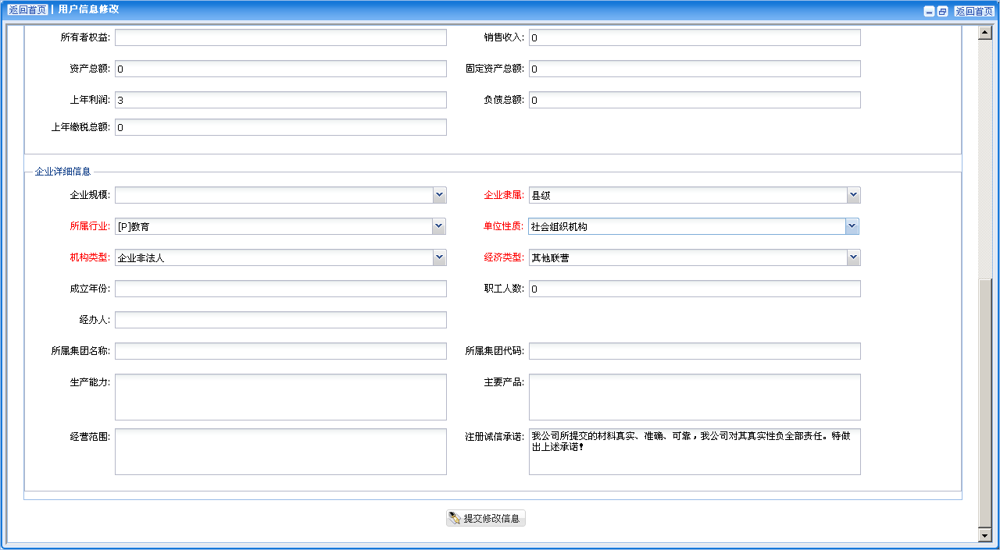 返回首页 | 用户信息修改 返回首页
所有者权益: 销售收入: 0
资产总额: 0 固定资产总额: 0
上年利润: 3 负债总额: 0
上年缴税总额: 0
企业详细信息
企业规模: 企业隶属: 县级
所属行业: [P]教育 单位性质: 社会组织机构
机构类型: 企业非法人 经济类型: 其他联营
成立年份: 职工人数: 0
经办人:
所属集团名称: 所属集团代码:
生产能力: 主要产品:
经营范围: 注册诚信承诺: 我公司所提交的材料真实、准确、可靠，我公司对其真实性负全部责任。特做
出上述承诺！
提交修改信息